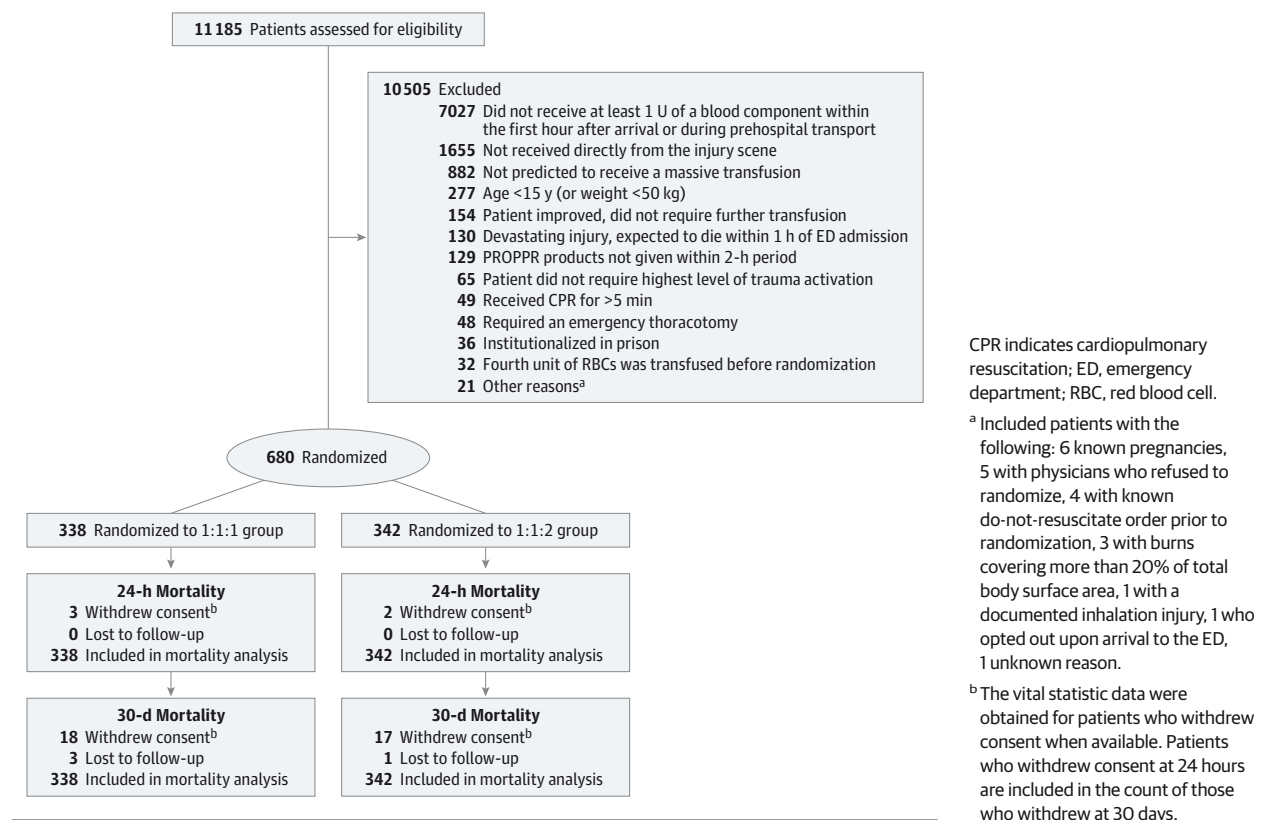 11 185 Patients assessed for eligibility
10 505 Excluded
7027 Did not receive at least 1 U of a blood component within
the first hour after arrival or during prehospital transport
1655 Not received directly from the injury scene
882 Not predicted to receive a massive transfusion
277 Age <15 y (or weight <50 kg)
154 Patient improved, did not require further transfusion
130 Devastating injury, expected to die within 1 h of ED admission
129 PROPPR products not given within 2-h period
65 Patient did not require highest level of trauma activation
49 Received CPR for >5 min
48 Required an emergency thoracotomy
36 Institutionalized in prison
32 Fourth unit of RBCs was transfused before randomization
21 Other reasonsa
680 Randomized
338 Randomized to 1:1:1 group
342 Randomized to 1:1:2 group
24-h Mortality
3 Withdrew consentb
0 Lost to follow-up
338 Included in mortality analysis
24-h Mortality
2 Withdrew consentb
0 Lost to follow-up
342 Included in mortality analysis
30-d Mortality
18 Withdrew consentb
3 Lost to follow-up
338 Included in mortality analysis
30-d Mortality
17 Withdrew consentb
1 Lost to follow-up
342 Included in mortality analysis
CPR indicates cardiopulmonary
resuscitation; ED, emergency
department; RBC, red blood cell.
a Included patients with the
following: 6 known pregnancies,
5 with physicians who refused to
randomize, 4 with known
do-not-resuscitate order prior to
randomization, 3 with burns
covering more than 20% of total
body surface area, 1 with a
documented inhalation injury, 1 who
opted out upon arrival to the ED,
1 unknown reason.
b The vital statistic data were
obtained for patients who withdrew
consent when available. Patients
who withdrew consent at 24 hours
are included in the count of those
who withdrew at 30 days.